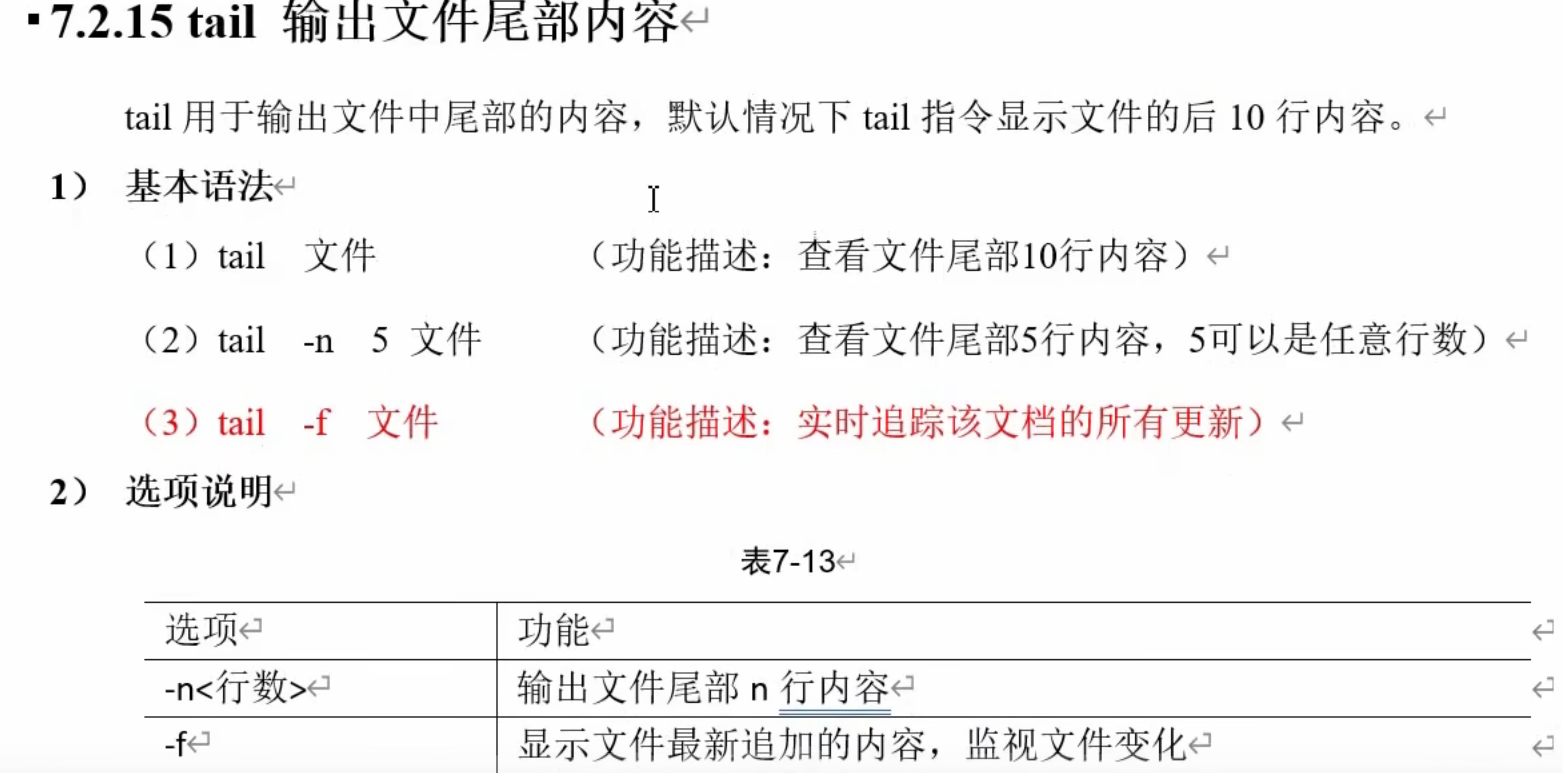 ▪7.2.15 tail 输出文件尾部内容↵
tail 用于输出文件中尾部的内容，默认情况下 tail 指令显示文件的后 10 行内容。↵
1） 基本语法↵
（1）tail 文件 （功能描述：查看文件尾部10行内容）↵
（2）tail -n 5 文件 （功能描述：查看文件尾部5行内容，5可以是任意行数）↵
（3）tail -f 文件 （功能描述：实时追踪该文档的所有更新）↵
2） 选项说明↵
表7-13↵
选项↵ 功能↵ ↵
-n<行数>↵ 输出文件尾部 n 行内容↵ ↵
-f↵ 显示文件最新追加的内容，监视文件变化↵ ↵